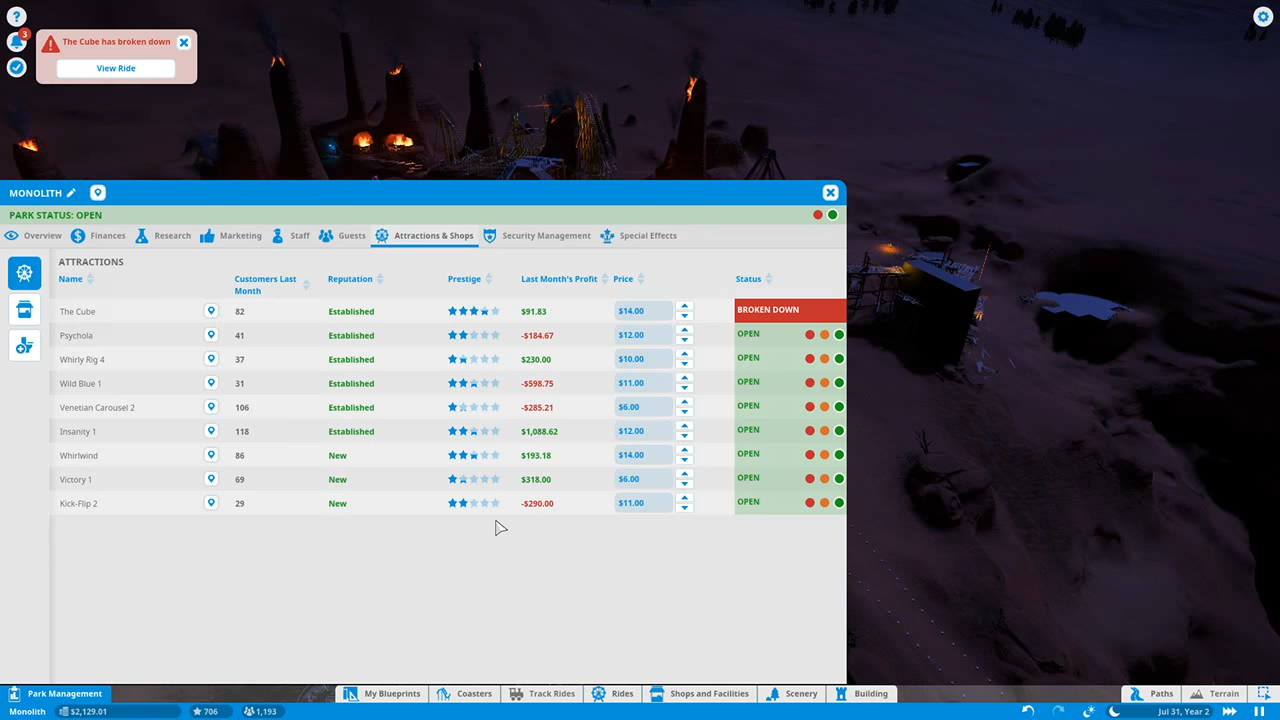 ?
3
The Cube has broken down
View Ride
MONOLITH
PARK STATUS: OPEN
Overview Finances Research Marketing Staff Guests Attractions & Shops Security Management Special Effects
ATTRACTIONS
Name Customers Last Month Reputation Prestige Last Month's Profit Price Status
The Cube 82 Established $91.83 $14.00 BROKEN DOWN
Psychola 41 Established -$184.67 $12.00 OPEN
Whirly Rig 4 37 Established $230.00 $10.00 OPEN
Wild Blue 1 31 Established -$598.75 $11.00 OPEN
Venetian Carousel 2 106 Established -$285.21 $6.00 OPEN
Insanity 1 118 Established $1,088.62 $12.00 OPEN
Whirlwind 86 New $193.18 $14.00 OPEN
Victory 1 69 New $318.00 $6.00 OPEN
Kick-Flip 2 29 New -$290.00 $11.00 OPEN
Park Management My Blueprints Coasters Track Rides Rides Shops and Facilities Scenery Building Paths Terrain
Monolith $2,129.01 706 1,193 Jul 31, Year 2